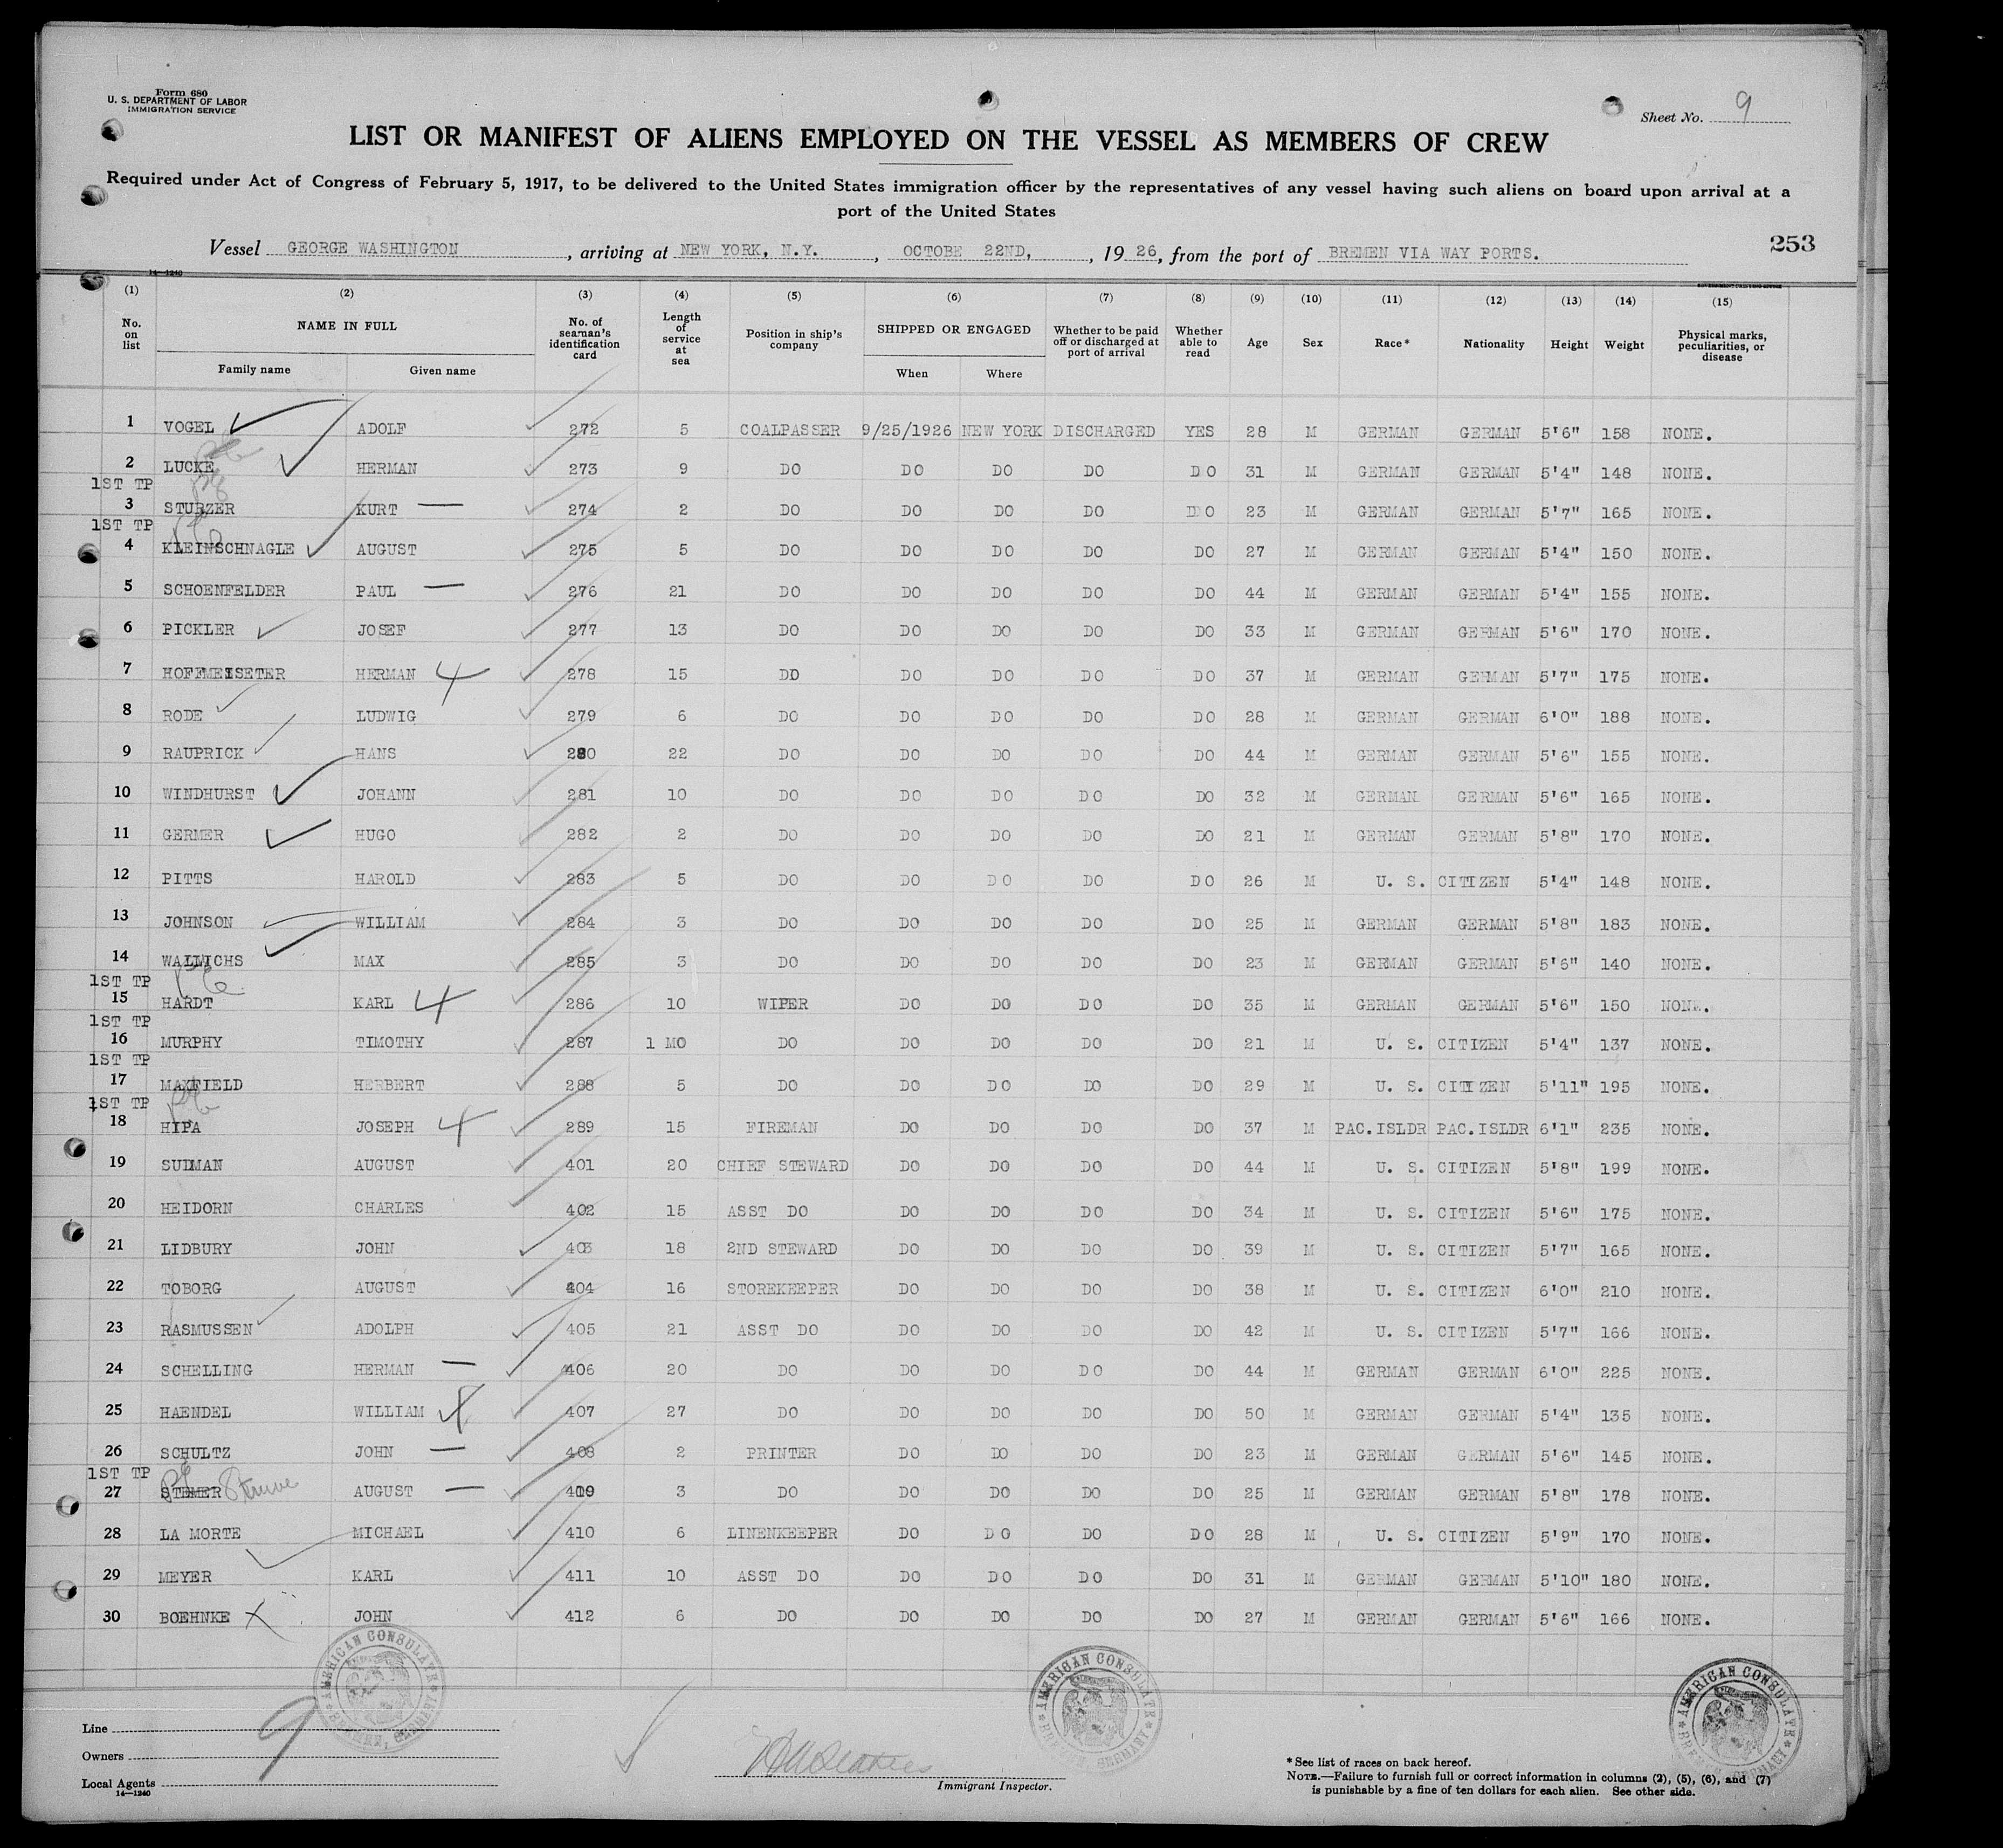 Form 680
U. S. DEPARTMENT OF LABOR
IMMIGRATION SERVICE
Sheet No. 9
LIST OR MANIFEST OF ALIENS EMPLOYED ON THE VESSEL AS MEMBERS OF CREW
Required under Act of Congress of February 5, 1917, to be delivered to the United States immigration officer by the representatives of any vessel having such aliens on board upon arrival at a
port of the United States
Vessel GEORGE WASHINGTON, arriving at NEW YORK, N.Y., OCTOBE 22ND, , 19 26, from the port of BREMEN VIA WAY PORTS.
253
14—1240
(1) (2) (3) (4) (5) (6) (7) (8) (9) (10) (11) (12) (13) (14) (15)
No. on list NAME IN FULL No. of seaman's identification card Length of service at sea Position in ship's company SHIPPED OR ENGAGED Whether to be paid off or discharged at port of arrival Whether able to read Age Sex Race* Nationality Height Weight Physical marks, peculiarities, or disease
Family name Given name When Where
1 VOGEL ADOLF 272 5 COALPASSER 9/25/1926 NEW YORK DISCHARGED YES 28 M GERMAN GERMAN 5'6" 158 NONE.
2 LUCKE HERMAN 273 9 DO DO DO DO DO 31 M GERMAN GERMAN 5'4" 148 NONE.
1ST TP
3 STURZER KURT — 274 2 DO DO DO DO DO 23 M GERMAN GERMAN 5'7" 165 NONE.
1ST TP
4 KLEINSCHNAGLE AUGUST 275 5 DO DO DO DO DO 27 M GERMAN GERMAN 5'4" 150 NONE.
5 SCHOENFELDER PAUL — 276 21 DO DO DO DO DO 44 M GERMAN GERMAN 5'4" 155 NONE.
6 PICKLER JOSEF 277 13 DO DO DO DO DO 33 M GERMAN GERMAN 5'6" 170 NONE.
7 HOFFMEISETER HERMAN 4 278 15 DO DO DO DO DO 37 M GERMAN GERMAN 5'7" 175 NONE.
8 RODE LUDWIG 279 6 DO DO DO DO DO 28 M GERMAN GERMAN 6'0" 188 NONE.
9 RAUPRICK HANS 280 22 DO DO DO DO DO 44 M GERMAN GERMAN 5'6" 155 NONE.
10 WINDHURST JOHANN 281 10 DO DO DO DO DO 32 M GERMAN GERMAN 5'6" 165 NONE.
11 GERMER HUGO 282 2 DO DO DO DO DO 21 M GERMAN GERMAN 5'8" 170 NONE.
12 PITTS HAROLD 283 5 DO DO DO DO DO 26 M U. S. CITIZEN 5'4" 148 NONE.
13 JOHNSON WILLIAM 284 3 DO DO DO DO DO 25 M GERMAN GERMAN 5'8" 183 NONE.
14 WALWICHS MAX 285 3 DO DO DO DO DO 23 M GERMAN GERMAN 5'6" 140 NONE.
1ST TP
15 HARDT KARL 4 286 10 WIPER DO DO DO DO 35 M GERMAN GERMAN 5'6" 150 NONE.
1ST TP
16 MURPHY TIMOTHY 287 1 MO DO DO DO DO DO 21 M U. S. CITIZEN 5'4" 137 NONE.
1ST TP
17 MAXFIELD HERBERT 288 5 DO DO DO DO DO 29 M U. S. CITIZEN 5'11" 195 NONE.
1ST TP
18 HIPA JOSEPH 4 289 15 FIREMAN DO DO DO DO 37 M PAC.ISLDR PAC.ISLDR 6'1" 235 NONE.
19 SUDMAN AUGUST 401 20 CHIEF STEWARD DO DO DO DO 44 M U. S. CITIZEN 5'8" 199 NONE.
20 HEIDORN CHARLES 402 15 ASST DO DO DO DO DO 34 M U. S. CITIZEN 5'6" 175 NONE.
21 LIDBURY JOHN 403 18 2ND STEWARD DO DO DO DO 39 M U. S. CITIZEN 5'7" 165 NONE.
22 TOBORG AUGUST 404 16 STOREKEEPER DO DO DO DO 38 M U. S. CITIZEN 6'0" 210 NONE.
23 RASMUSSEN ADOLPH 405 21 ASST DO DO DO DO DO 42 M U. S. CITIZEN 5'7" 166 NONE.
24 SCHELLING HERMAN — 406 20 DO DO DO DO DO 44 M GERMAN GERMAN 6'0" 225 NONE.
25 HAENDEL WILLIAM 407 27 DO DO DO DO DO 50 M GERMAN GERMAN 5'4" 135 NONE.
26 SCHULTZ JOHN — 408 2 PRINTER DO DO DO DO 23 M GERMAN GERMAN 5'6" 145 NONE.
1ST TP
27 Struve AUGUST — 409 3 DO DO DO DO DO 25 M GERMAN GERMAN 5'8" 178 NONE.
28 LA MORTE MICHAEL 410 6 LINENKEEPER DO DO DO DO 28 M U. S. CITIZEN 5'9" 170 NONE.
29 MEYER KARL 411 10 ASST DO DO DO DO DO 31 M GERMAN GERMAN 5'10" 180 NONE.
30 BOEHNKE X JOHN 412 6 DO DO DO DO DO 27 M GERMAN GERMAN 5'6" 166 NONE.
AMERICAN CONSULATE BREMEN, GERMANY
AMERICAN CONSULATE BREMEN, GERMANY
AMERICAN CONSULATE BREMEN, GERMANY
Line
Owners
Local Agents
14—1240
9
Immigrant Inspector.
*See list of races on back hereof.
NOTE.—Failure to furnish full or correct information in columns (2), (5), (6), and (7)
is punishable by a fine of ten dollars for each alien. See other side.